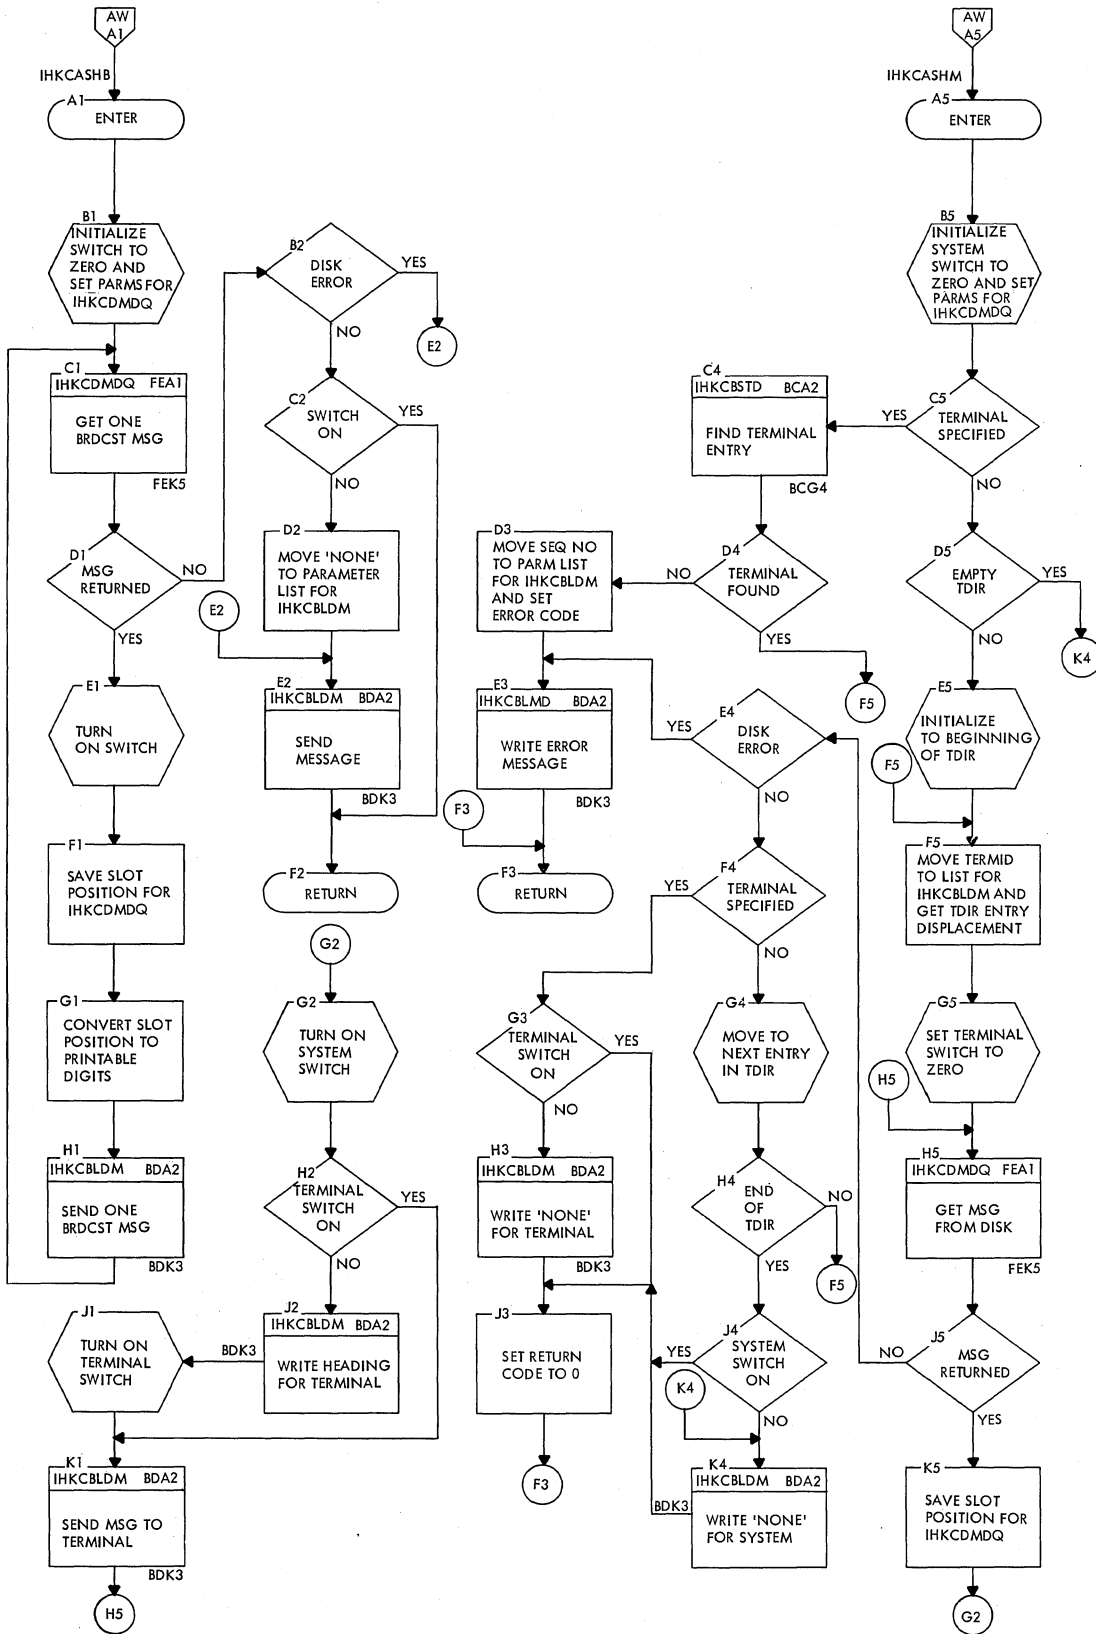 AW
A1
IHKCASHB
A1
ENTER
B1
INITIALIZE
SWITCH TO
ZERO AND
SET PARMS FOR
IHKCDMDQ
C1
IHKCDMDQ FEA1
GET ONE
BRDCST MSG
FEK5
D1
MSG
RETURNED
NO
YES
E1
TURN
ON SWITCH
F1
SAVE SLOT
POSITION FOR
IHKCDMDQ
G1
CONVERT SLOT
POSITION TO
PRINTABLE
DIGITS
H1
IHKCBLDM BDA2
SEND ONE
BRDCST MSG
BDK3
J1
TURN ON
TERMINAL
SWITCH
K1
IHKCBLDM BDA2
SEND MSG TO
TERMINAL
BDK3
H5
B2
DISK
ERROR
YES
E2
NO
C2
SWITCH
ON
YES
NO
D2
MOVE 'NONE'
TO PARAMETER
LIST FOR
IHKCBLDM
E2
E2
IHKCBLDM BDA2
SEND
MESSAGE
BDK3
F2
RETURN
G2
G2
TURN ON
SYSTEM
SWITCH
H2
TERMINAL
SWITCH
ON
YES
NO
J2
IHKCBLDM BDA2
WRITE HEADING
FOR TERMINAL
BDK3
D3
MOVE SEQ NO
TO PARM LIST
FOR IHKCBLDM
AND SET
ERROR CODE
E3
IHKCBLMD BDA2
WRITE ERROR
MESSAGE
BDK3
F3
F3
RETURN
G3
TERMINAL
SWITCH
ON
YES
NO
H3
IHKCBLDM BDA2
WRITE 'NONE'
FOR TERMINAL
BDK3
J3
SET RETURN
CODE TO 0
F3
C4
IHKCBSTD BCA2
FIND TERMINAL
ENTRY
BCG4
D4
TERMINAL
FOUND
NO
YES
F5
E4
DISK
ERROR
YES
NO
F4
TERMINAL
SPECIFIED
YES
NO
G4
MOVE TO
NEXT ENTRY
IN TDIR
H4
END
OF
TDIR
NO
F5
YES
J4
SYSTEM
SWITCH
ON
YES
K4
NO
K4
IHKCBLDM BDA2
WRITE 'NONE'
FOR SYSTEM
BDK3
AW
A5
IHKCASHM
A5
ENTER
B5
INITIALIZE
SYSTEM
SWITCH TO
ZERO AND SET
PARMS FOR
IHKCDMDQ
C5
TERMINAL
SPECIFIED
YES
NO
D5
EMPTY
TDIR
YES
K4
NO
E5
INITIALIZE
TO BEGINNING
OF TDIR
F5
F5
MOVE TERMID
TO LIST FOR
IHKCBLDM AND
GET TDIR ENTRY
DISPLACEMENT
G5
SET TERMINAL
SWITCH TO
ZERO
H5
H5
IHKCDMDQ FEA1
GET MSG
FROM DISK
FEK5
J5
MSG
RETURNED
NO
YES
K5
SAVE SLOT
POSITION FOR
IHKCDMDQ
G2